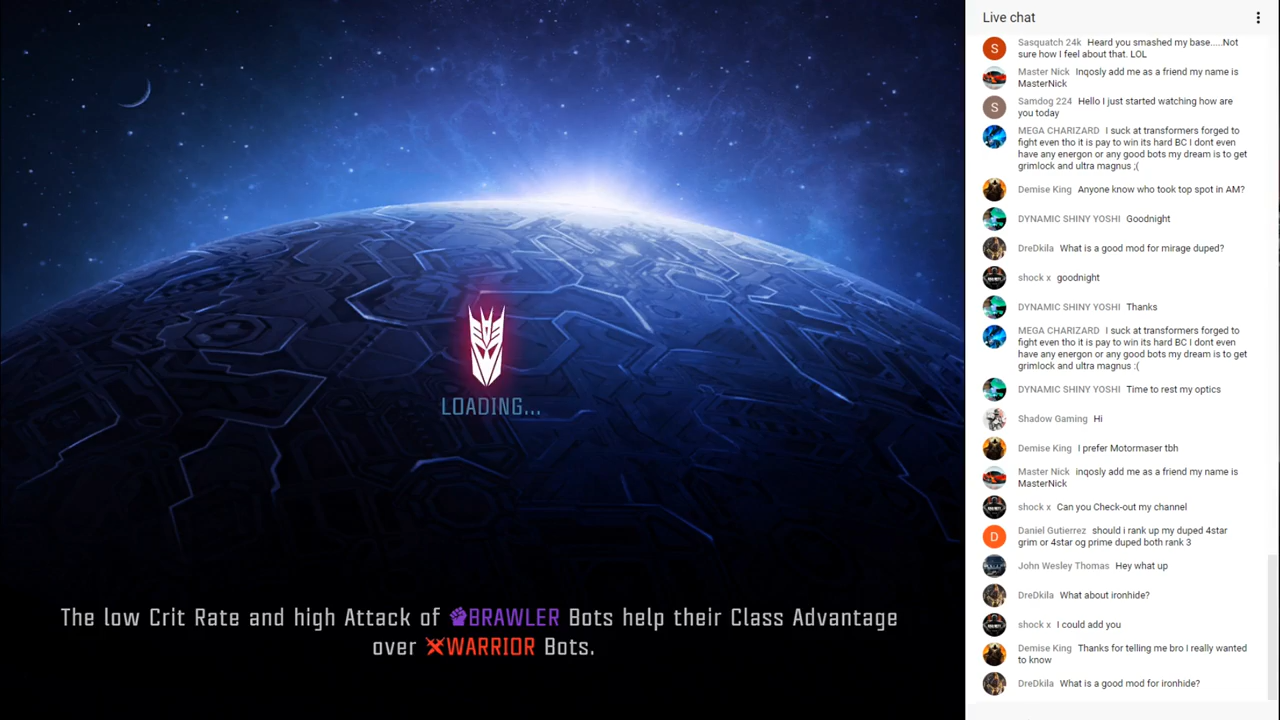 Live chat
Sasquatch 24k Heard you smashed my base.....Not
sure how I feel about that. LOL
Master Nick Inqosly add me as a friend my name is
MasterNick
Samdog 224 Hello I just started watching how are
you today
MEGA CHARIZARD I suck at transformers forged to
fight even tho it is pay to win its hard BC I dont even
have any energon or any good bots my dream is to get
grimlock and ultra magnus ;(
Demise King Anyone know who took top spot in AM?
DYNAMIC SHINY YOSHI Goodnight
DreDkila What is a good mod for mirage duped?
shock x goodnight
DYNAMIC SHINY YOSHI Thanks
MEGA CHARIZARD I suck at transformers forged to
fight even tho it is pay to win its hard BC I dont even
have any energon or any good bots my dream is to get
grimlock and ultra magnus :(
DYNAMIC SHINY YOSHI Time to rest my optics
Shadow Gaming Hi
Demise King I prefer Motormaser tbh
Master Nick inqosly add me as a friend my name is
MasterNick
shock x Can you Check-out my channel
Daniel Gutierrez should i rank up my duped 4star
grim or 4star og prime duped both rank 3
John Wesley Thomas Hey what up
DreDkila What about ironhide?
shock x I could add you
Demise King Thanks for telling me bro I really wanted
to know
DreDkila What is a good mod for ironhide?
LOADING...
The low Crit Rate and high Attack of BRAWLER Bots help their Class Advantage
over WARRIOR Bots.
S
S
D